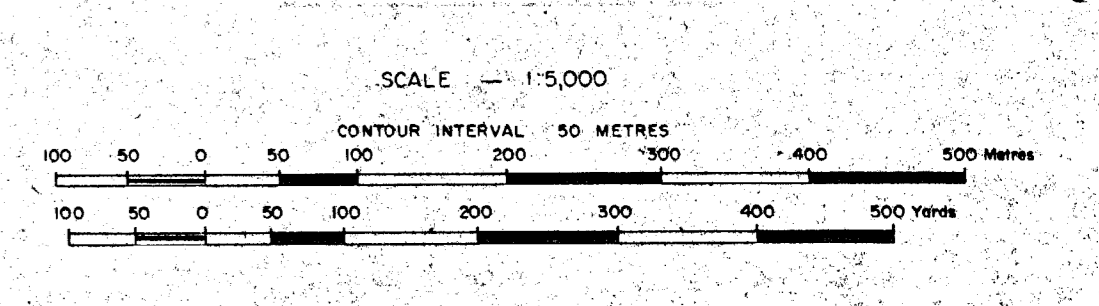 SCALE — 1:5,000
CONTOUR INTERVAL 50 METRES
100 50 0 50 100 200 300 400 500 Metres
100 50 0 50 100 200 300 400 500 Yards